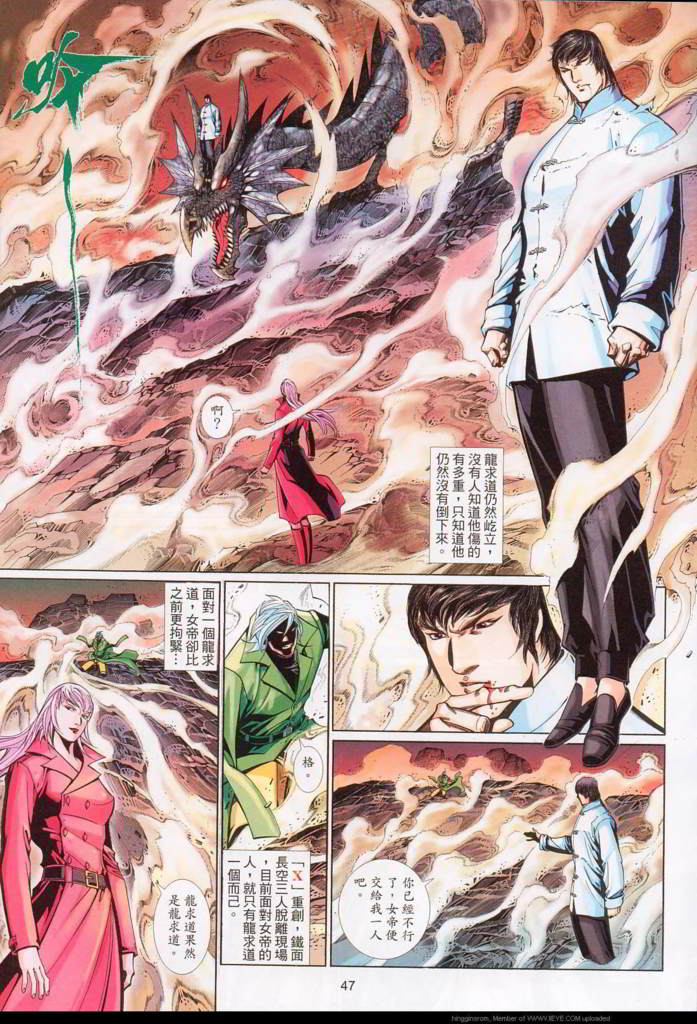 吟
啊
?
龍求道仍然屹立，
沒有人知道他傷的
有多重，只知道他
仍然沒有倒下來。
格。
面對一個龍求
道，女帝卻比
之前更拘緊…
龍求道果然
是龍求道。
「X」重創，鐵面
長空三人脫離現場
，目前面對女帝的
人，就只有龍求道
一個而己。
你已經不行
了，女帝便
交給我一人
吧。
47
hingginsrom, Member of WWW.IIEYE.COM uploaded